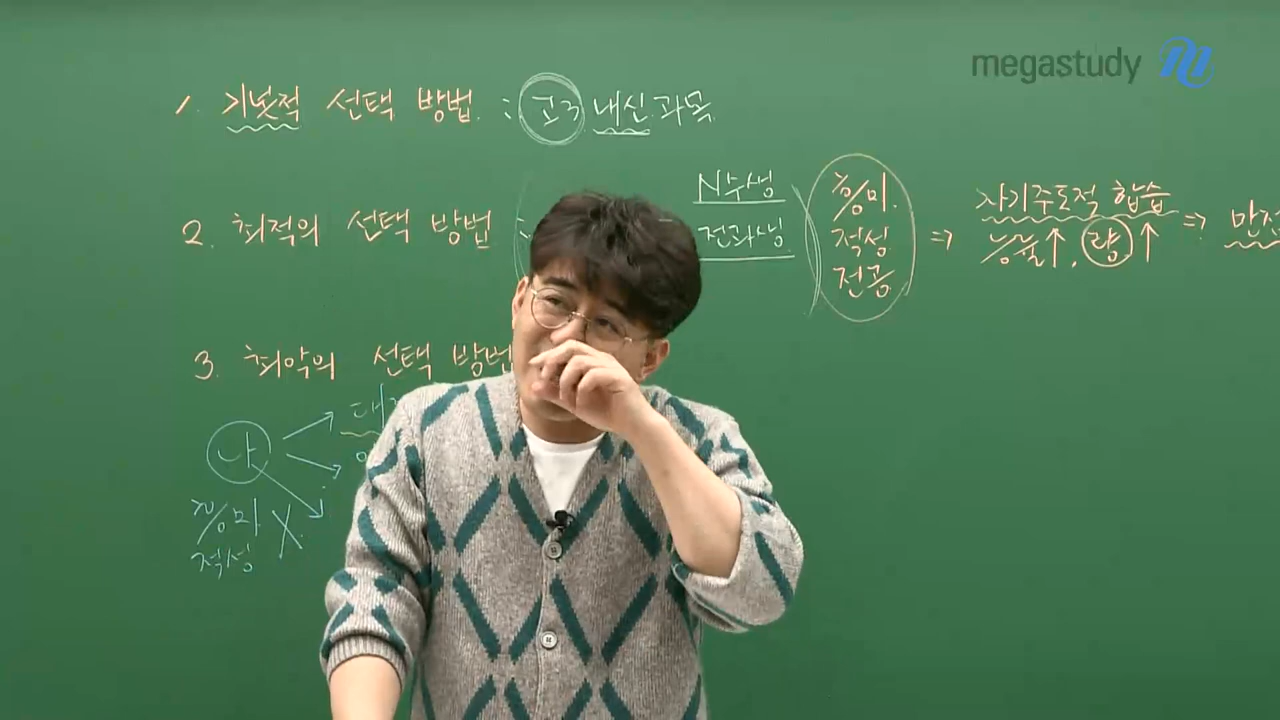 megastudy
1. 기본적 선택 방법 : 고3 내신 과목
2. 최적의 선택 방법 : N수생 흥미.
전과생 적성
전공
⇒ 자기주도적 학습 ⇒ 만점
능률↑, 량↑
3. 최악의 선택 방법
나
흥미
적성